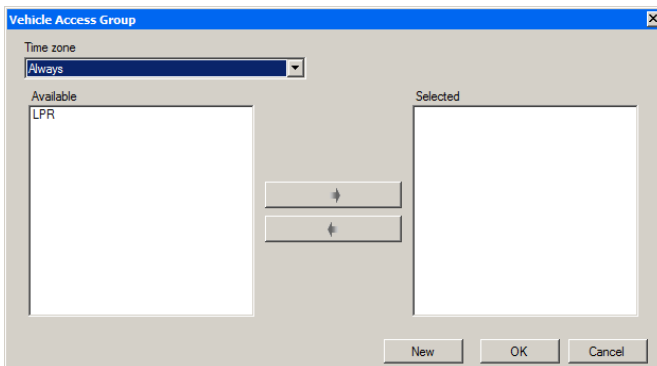 Vehicle Access Group
Time zone
Always
Available
Selected
LPR
New
OK
Cancel